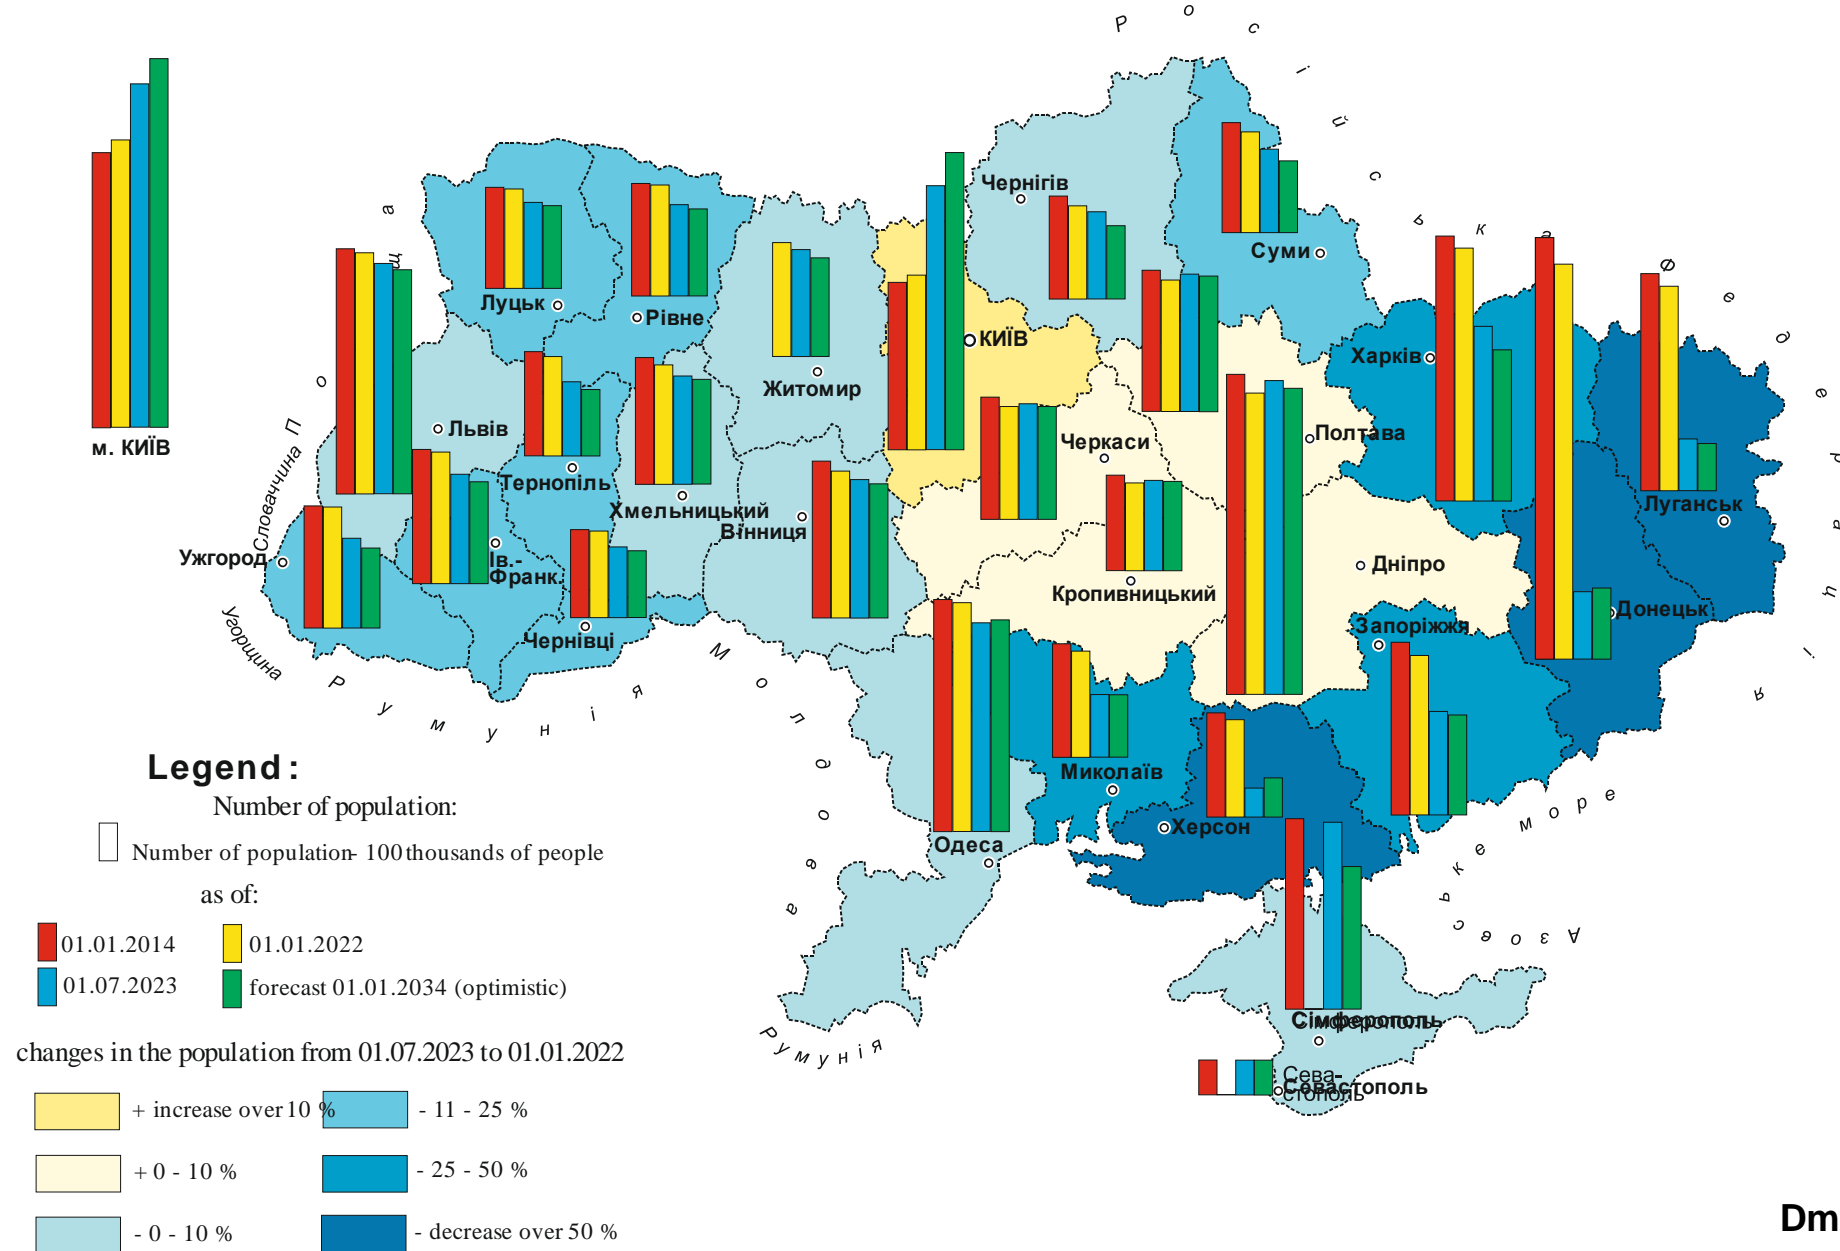 Р о с і й с ь к а Ф е д е р а ц і я
Чернігів
Суми
П о щ а
Луцьк
Рівне
КИЇВ
Житомир
Харків
м. КИЇВ
Львів
Черкаси
Полтава
Тернопіль
Хмельницький
Вінниця
Луганськ
Словаччина
Ужгород
Ів.-
Франк.
Кропивницький
Дніпро
Донецьк
Запоріжжя
Чернівці
Угорщина
Р у м у н і я
М о л д о в а
Миколаїв
Херсон
Одеса
А з о в с ь к е м о р е
Румунія
Сімферополь
Сімферополь
Сева-
стополь
Севастополь
Legend:
Number of population:
Number of population- 100 thousands of people
as of:
01.01.2014
01.01.2022
01.07.2023
forecast 01.01.2034 (optimistic)
changes in the population from 01.07.2023 to 01.01.2022
+ increase over 10 %
- 11 - 25 %
+ 0 - 10 %
- 25 - 50 %
- 0 - 10 %
- decrease over 50 %
Dm